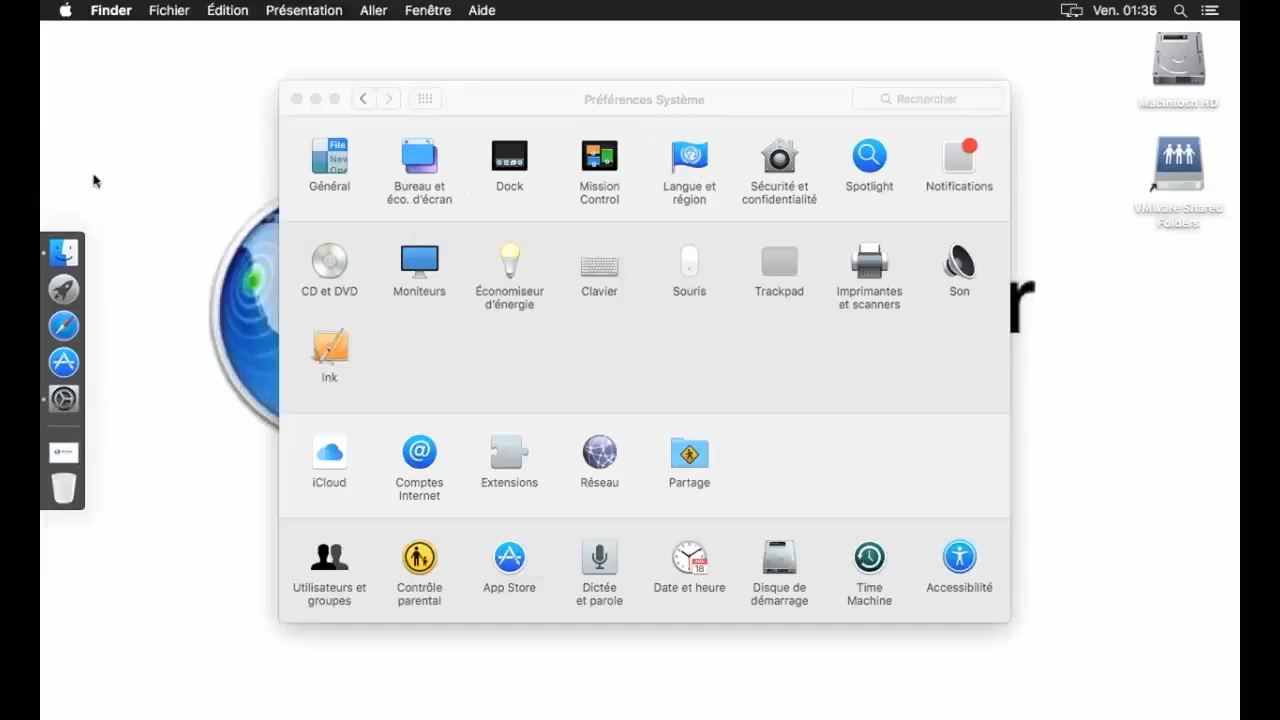 Finder Fichier Édition Présentation Aller Fenêtre Aide Ven. 01:35
Macintosh HD
VMware Shared
Folders
Préférences Système
Rechercher
Général
Bureau et
éco. d'écran
Dock
Mission
Control
Langue et
région
Sécurité et
confidentialité
Spotlight
Notifications
CD et DVD
Moniteurs
Économiseur
d'énergie
Clavier
Souris
Trackpad
Imprimantes
et scanners
Son
Ink
iCloud
Comptes
Internet
Extensions
Réseau
Partage
Utilisateurs et
groupes
Contrôle
parental
App Store
Dictée
et parole
Date et heure
Disque de
démarrage
Time
Machine
Accessibilité
File
New
18
r